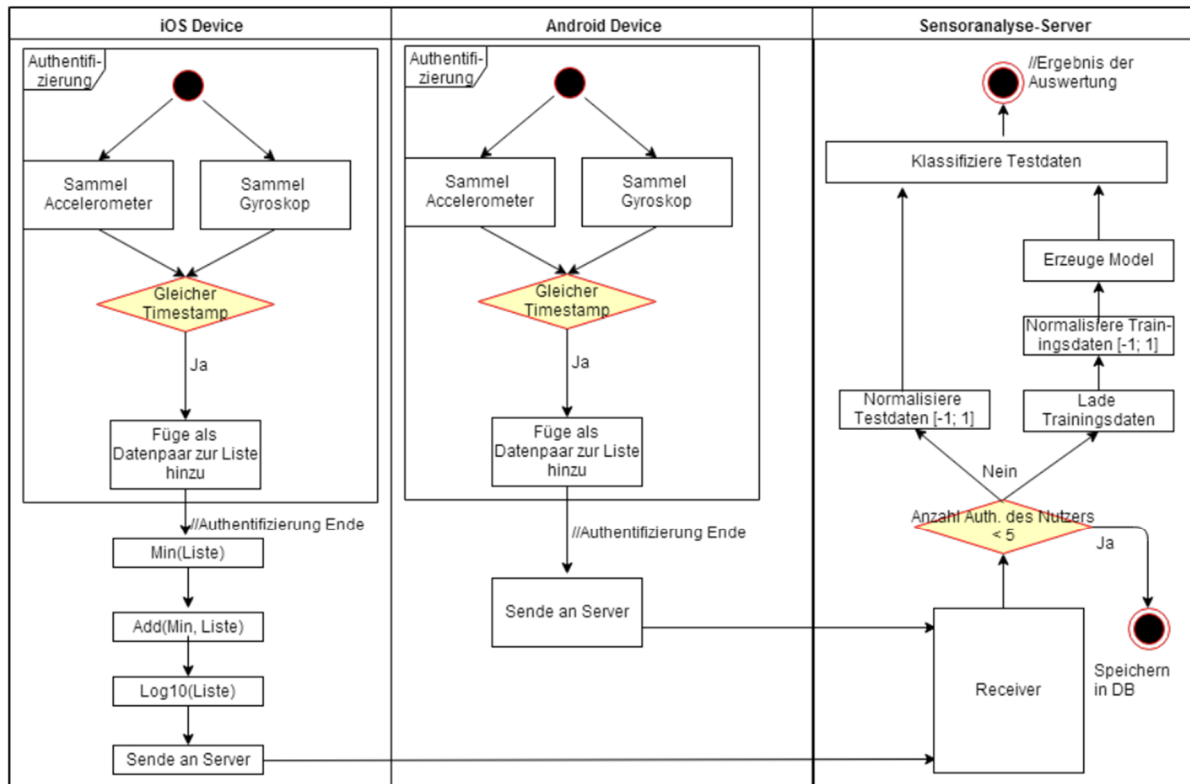 iOS Device
Authentifi-
zierung
Sammel
Accelerometer
Sammel
Gyroskop
Gleicher
Timestamp
Ja
Füge als
Datenpaar zur Liste
hinzu
//Authentifizierung Ende
Min(Liste)
Add(Min, Liste)
Log10(Liste)
Sende an Server
Android Device
Authentifi-
zierung
Sammel
Accelerometer
Sammel
Gyroskop
Gleicher
Timestamp
Ja
Füge als
Datenpaar zur Liste
hinzu
//Authentifizierung Ende
Sende an Server
Sensoranalyse-Server
//Ergebnis der
Auswertung
Klassifiziere Testdaten
Erzeuge Model
Normalisiere Train-
ingsdaten [-1; 1]
Normalisiere
Testdaten [-1; 1]
Lade
Trainingsdaten
Nein
Anzahl Auth. des Nutzers
< 5
Ja
Speichern
in DB
Receiver